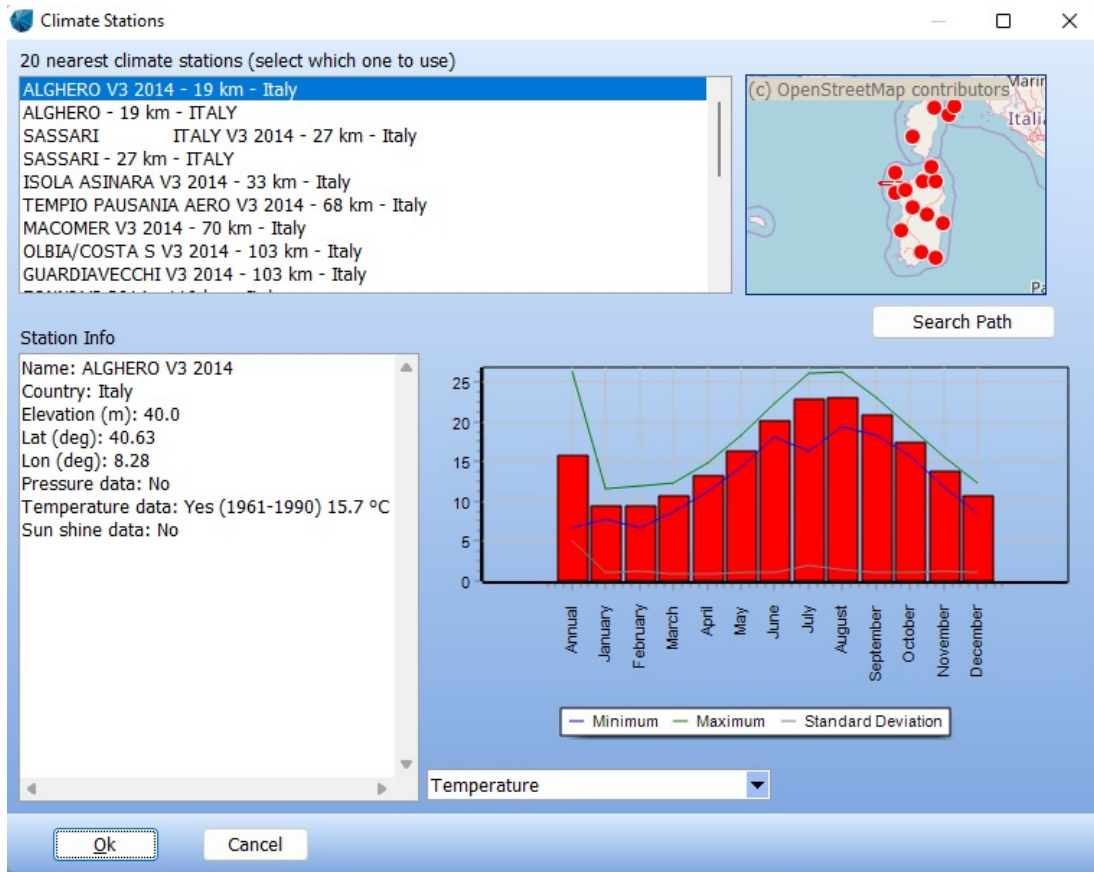 Climate Stations
20 nearest climate stations (select which one to use)
ALGHERO V3 2014 - 19 km - Italy
ALGHERO - 19 km - ITALY
SASSARI ITALY V3 2014 - 27 km - Italy
SASSARI - 27 km - ITALY
ISOLA ASINARA V3 2014 - 33 km - Italy
TEMPIO PAUSANIA AERO V3 2014 - 68 km - Italy
MACOMER V3 2014 - 70 km - Italy
OLBIA/COSTA S V3 2014 - 103 km - Italy
GUARDIAVECCHI V3 2014 - 103 km - Italy
(c) OpenStreetMap contributors
Search Path
Station Info
Name: ALGHERO V3 2014
Country: Italy
Elevation (m): 40.0
Lat (deg): 40.63
Lon (deg): 8.28
Pressure data: No
Temperature data: Yes (1961-1990) 15.7 ºC
Sun shine data: No
25
20
15
10
5
0
Annual
January
February
March
April
May
June
July
August
September
October
November
December
Minimum
Maximum
Standard Deviation
Temperature
Ok
Cancel